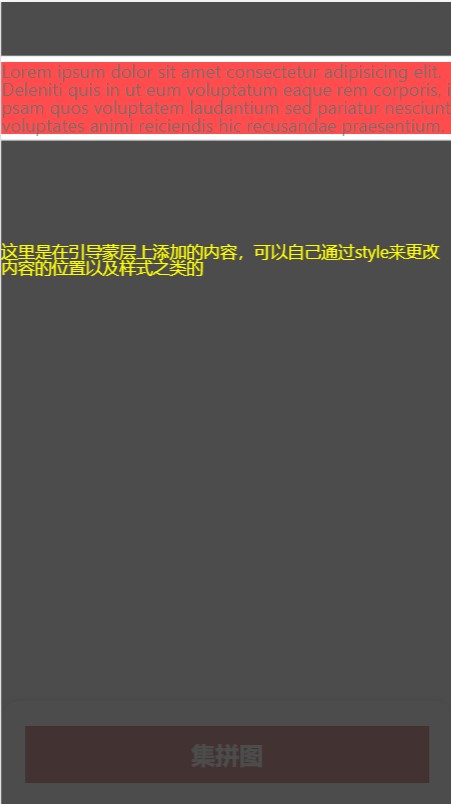 Lorem ipsum dolor sit amet consectetur adipisicing elit.
Deleniti quis in ut eum voluptatum eaque rem corporis, i
psam quos voluptatem laudantium sed pariatur nesciunt
voluptates animi reiciendis hic recusandae praesentium.
这里是在引导蒙层上添加的内容，可以自己通过style来更改
内容的位置以及样式之类的
集拼图